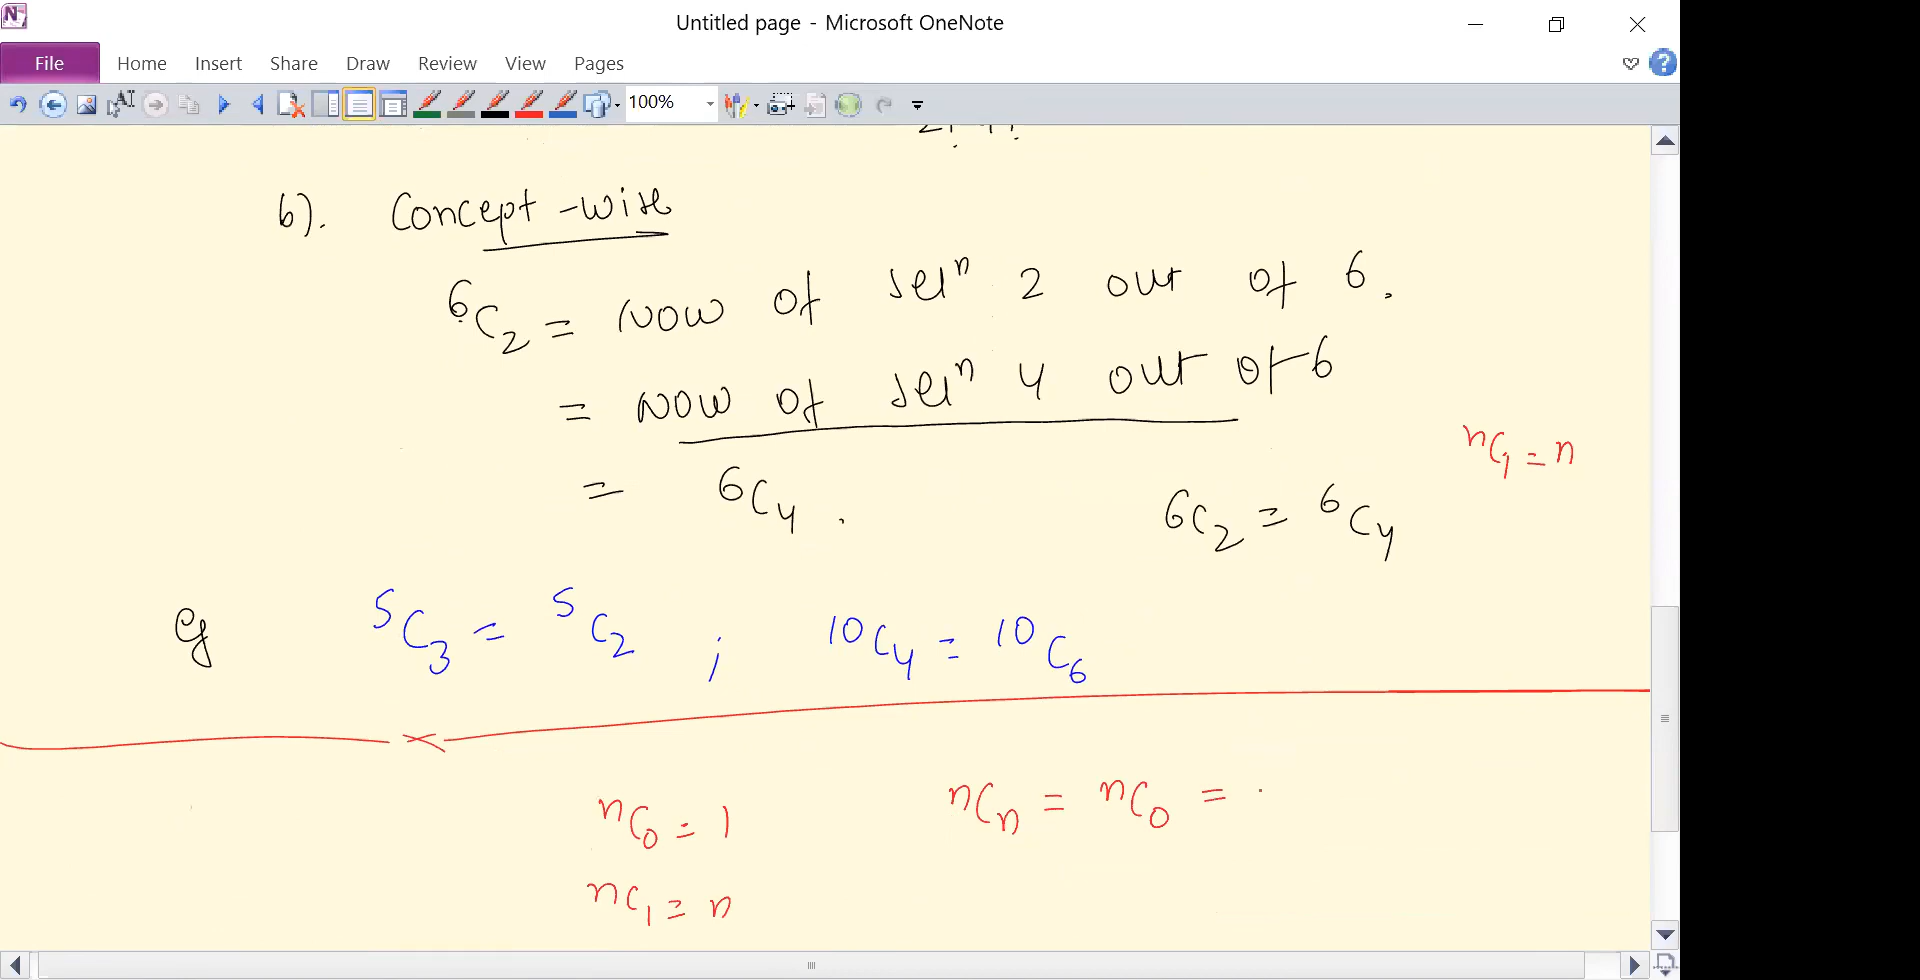 Untitled page - Microsoft OneNote
File Home Insert Share Draw Review View Pages
100%
b). Concept-wise
⁶C₂ = NOW of selⁿ 2 out of 6.
= NOW of selⁿ 4 out of 6
ⁿC₁ = n
= ⁶C₄.
⁶C₂ = ⁶C₄
eg ⁵C₃ = ⁵C₂ ; ¹⁰C₄ = ¹⁰C₆
ⁿC₀ = 1
ⁿCₙ = ⁿC₀ =
ⁿC₁ = n